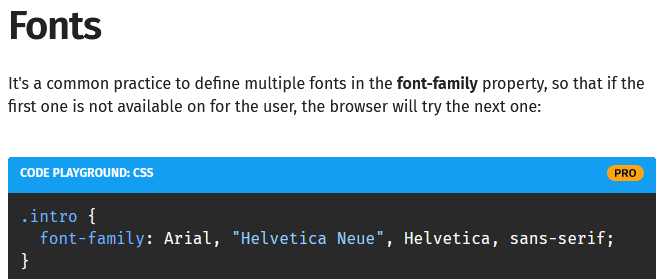 Fonts
It's a common practice to define multiple fonts in the font-family property, so that if the
first one is not available on for the user, the browser will try the next one:
CODE PLAYGROUND: CSS PRO
.intro {
  font-family: Arial, "Helvetica Neue", Helvetica, sans-serif;
}